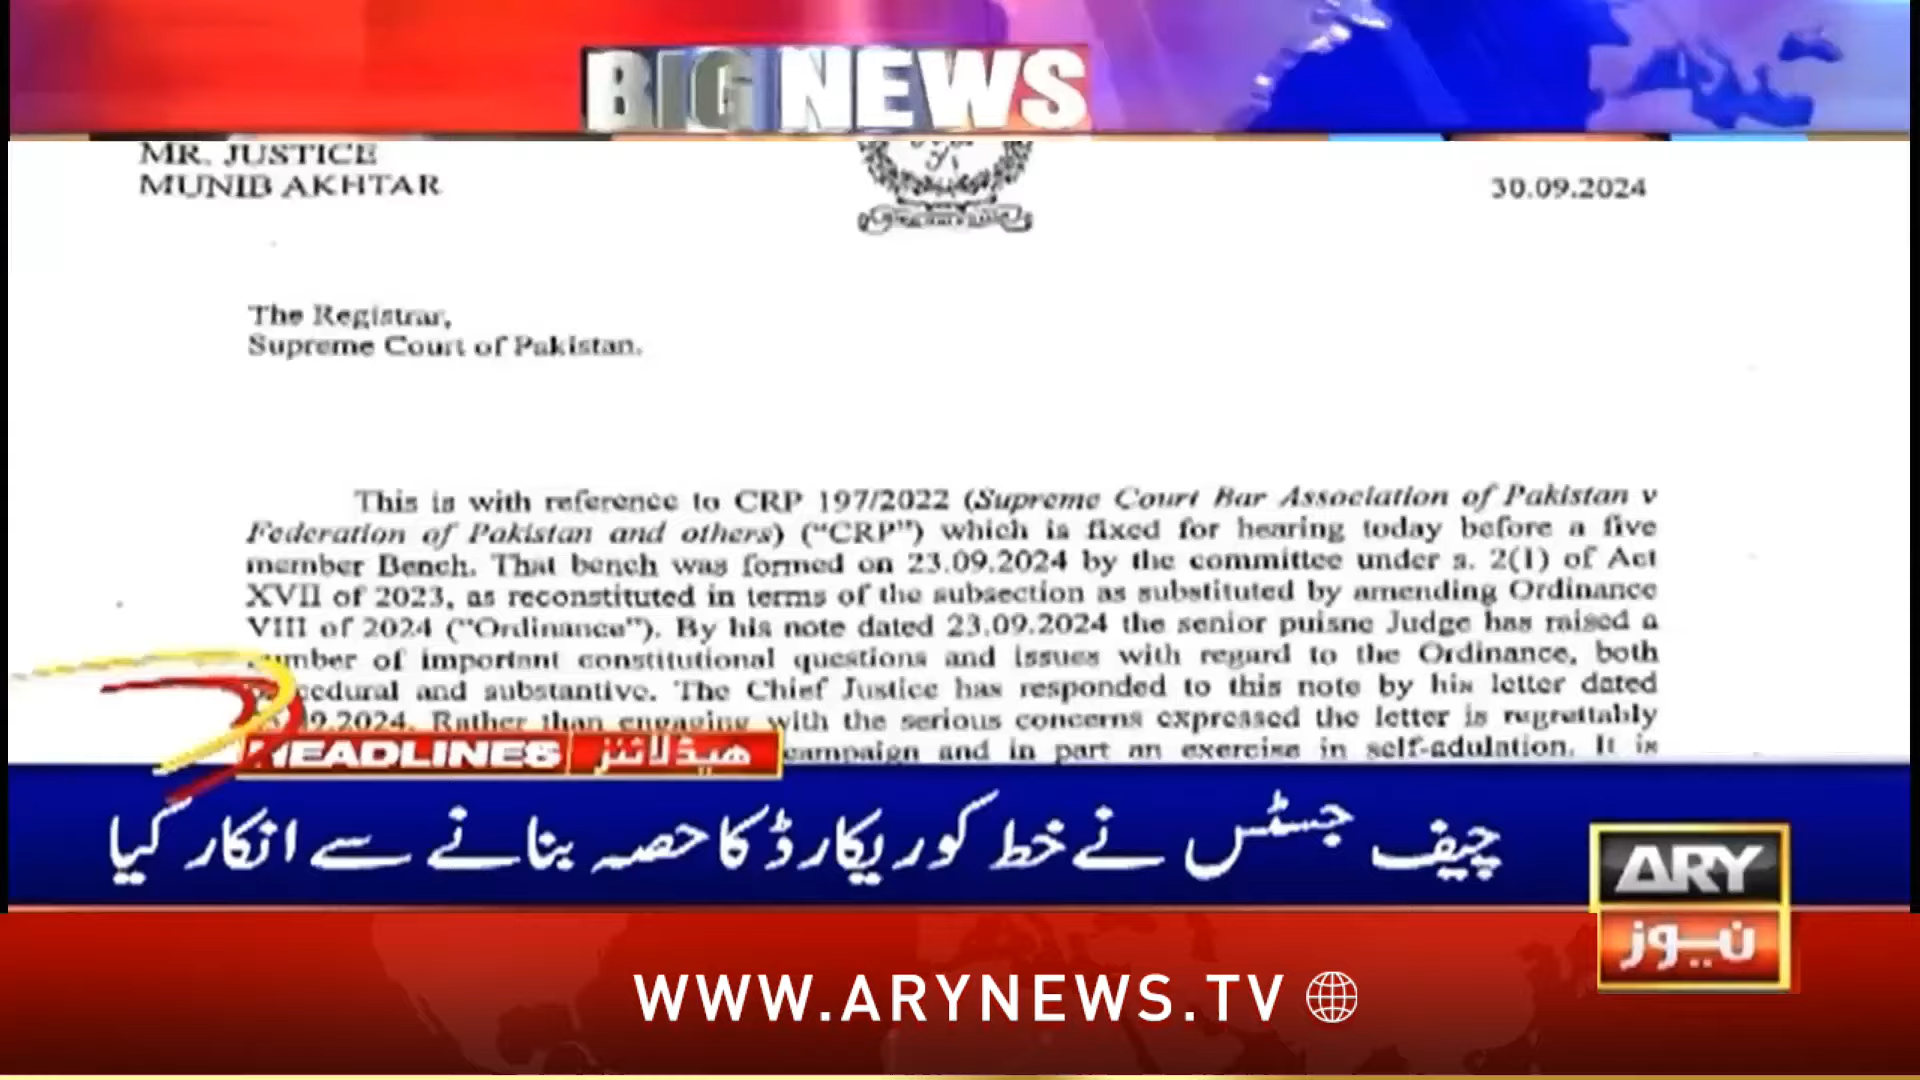 BIG NEWS
MR. JUSTICE
MUNIB AKHTAR
30.09.2024
The Registrar,
Supreme Court of Pakistan.
This is with reference to CRP 197/2022 (Supreme Court Bar Association of Pakistan v
Federation of Pakistan and others) ("CRP") which is fixed for hearing today before a five
member Bench. That bench was formed on 23.09.2024 by the committee under s. 2(1) of Act
XVII of 2023, as reconstituted in terms of the subsection as substituted by amending Ordinance
VIII of 2024 ("Ordinance"). By his note dated 23.09.2024 the senior puisne Judge has raised a
number of important constitutional questions and issues with regard to the Ordinance, both
procedural and substantive. The Chief Justice has responded to this note by his letter dated
.09.2024. Rather than engaging with the serious concerns expressed the letter is regrettably
campaign and in part an exercise in self-adulation. It is
HEADLINES ہیڈلائنز
چیف جسٹس نے خط کو ریکارڈ کا حصہ بنانے سے انکار کیا
ARY
نیوز
WWW.ARYNEWS.TV